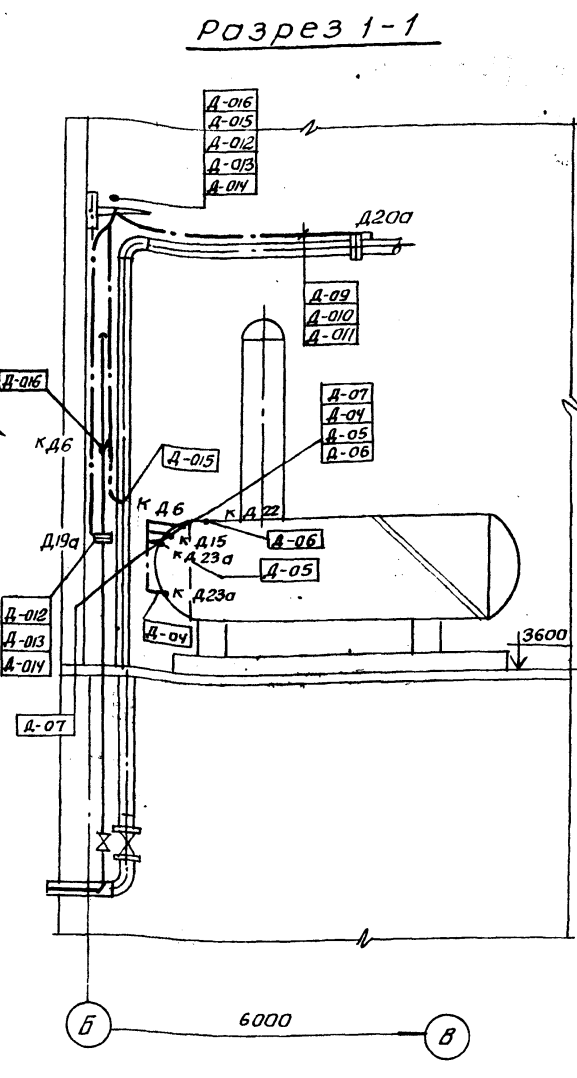 Разрез 1-1
Д-016
Д-015
Д-012
Д-013
Д-014
Д20а
Д-09
Д-010
Д-011
Д-016
Д-07
Д-04
Д-05
Д-06
к Д6
Д-015
к Д6
к Д22
Д19а
к Д15
Д-06
к Д23а
Д-05
к Д23а
Д-012
Д-013
Д-014
Д-04
3600
Д-07
6000
Б
В